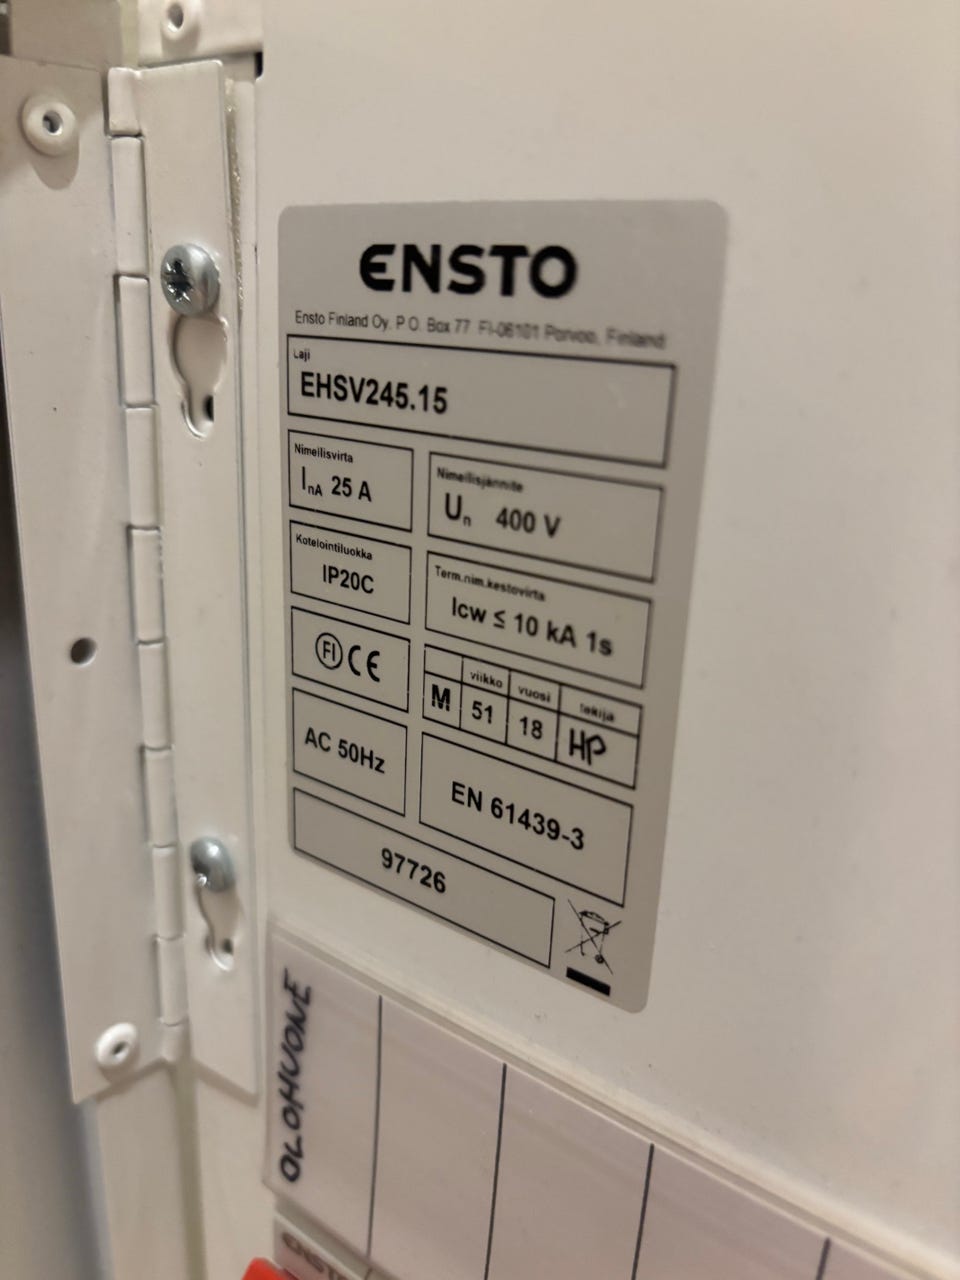 ENSTO
Ensto Finland Oy. P.O. Box 77 FI-06101 Porvoo, Finland
Laji
EHSV245.15
Nimellisvirta
InA 25 A
Nimellisjännite
Un 400 V
Kotelointiluokka
IP20C
Term.nim.kestovirta
Icw ≤ 10 kA 1s
FI CE
viikko vuosi tekijä
M 51 18 HP
AC 50Hz
EN 61439-3
97726
OLOHUONE
ENSTO